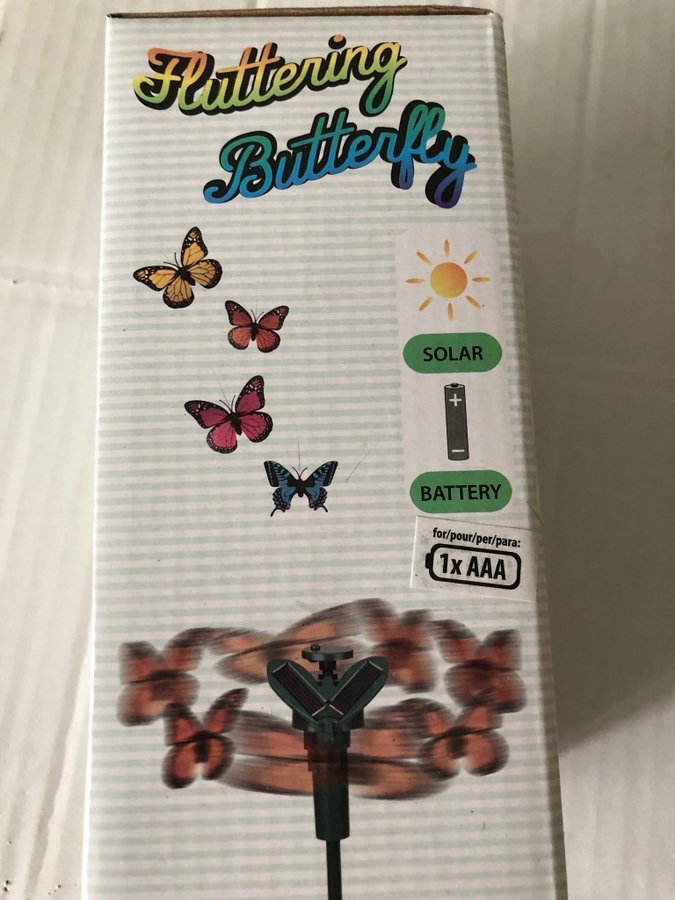 Fluttering
Butterfly
SOLAR
+
−
BATTERY
for/pour/per/para:
1x AAA